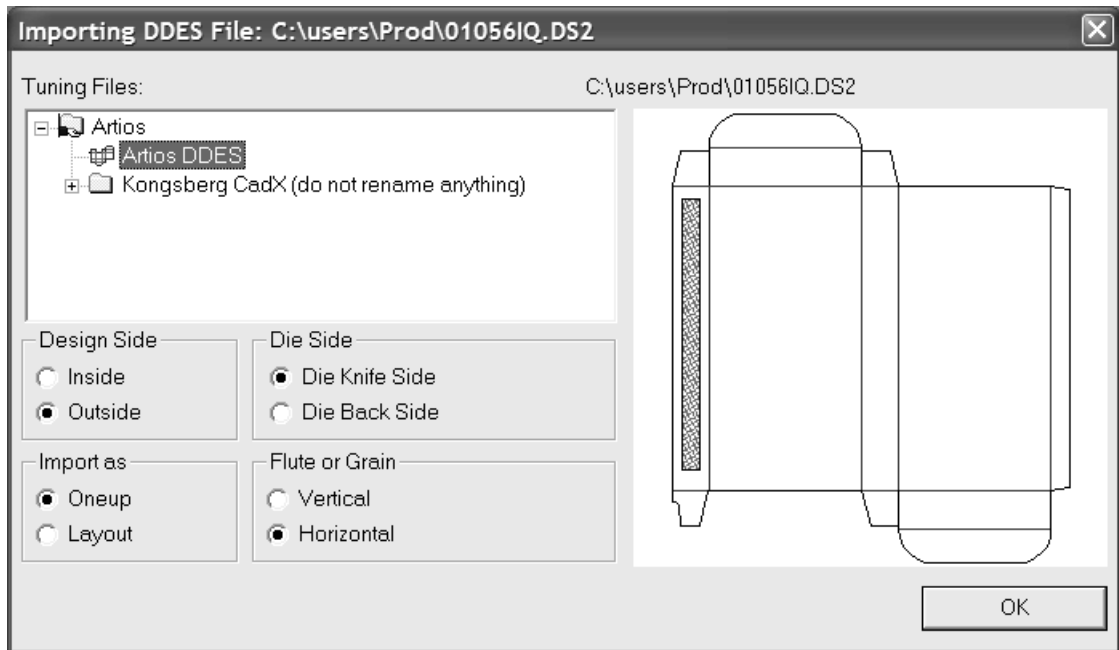 Importing DDES File: C:\users\Prod\01056IQ.DS2
Tuning Files:
C:\users\Prod\01056IQ.DS2
Artios
Artios DDES
Kongsberg CadX (do not rename anything)
Design Side
Inside
Outside
Die Side
Die Knife Side
Die Back Side
Import as
Oneup
Layout
Flute or Grain
Vertical
Horizontal
OK